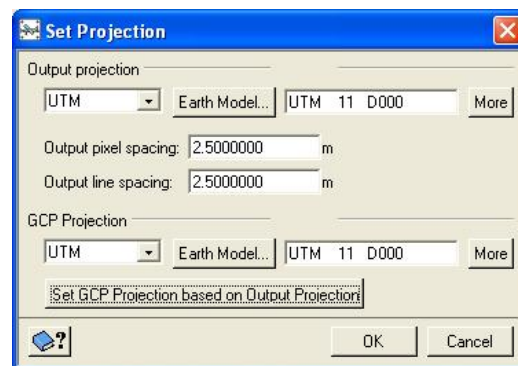 Set Projection
Output projection
UTM Earth Model... UTM 11 D000 More
Output pixel spacing: 2.5000000 m
Output line spacing: 2.5000000 m
GCP Projection
UTM Earth Model... UTM 11 D000 More
Set GCP Projection based on Output Projection
? OK Cancel